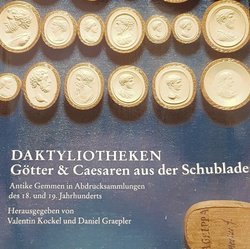 DAKTYLIOTHEKEN
Götter & Caesaren aus der Schublade
Antike Gemmen in Abdrucksammlungen
des 18. und 19. Jahrhunderts
Herausgegeben von
Valentin Kockel und Daniel Graepler